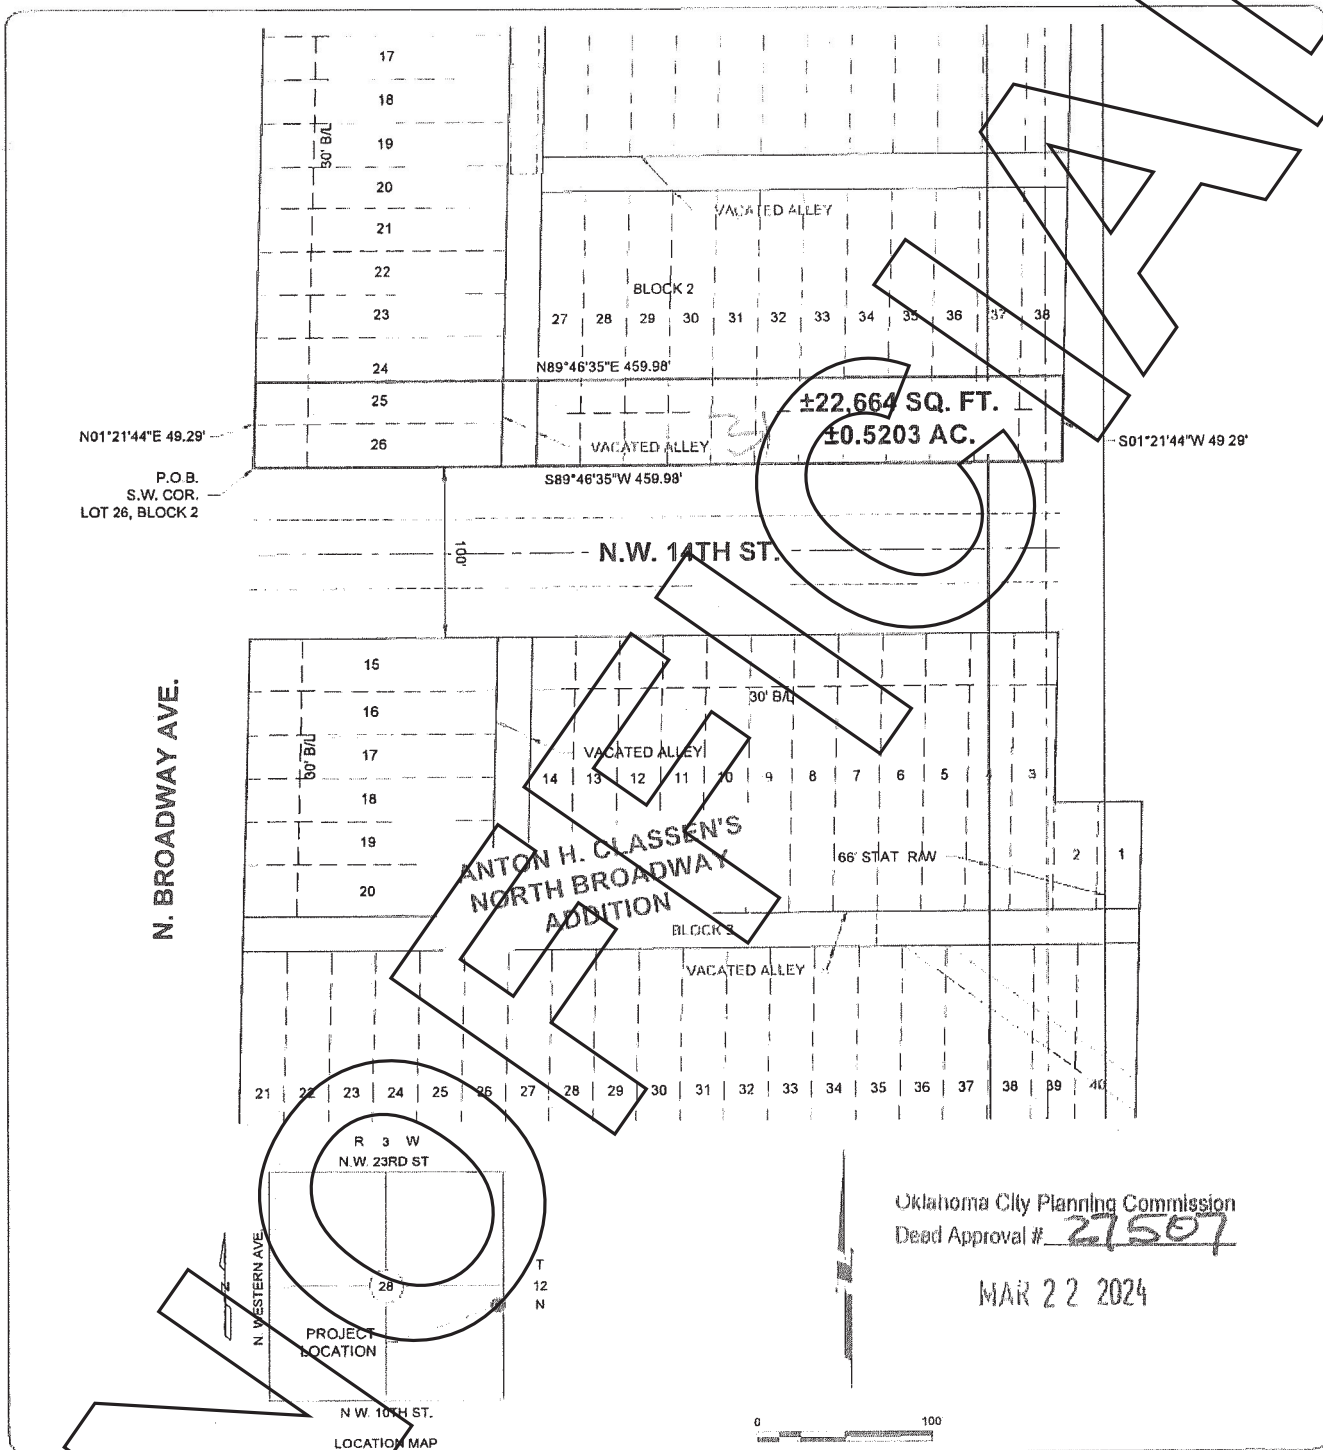 17
18
19
20
21
22
23
24
25
26
30' B/L
VACATED ALLEY
BLOCK 2
27 28 29 30 31 32 33 34 35 36 37 38
N89°46'35"E 459.98'
±22,664 SQ. FT.
±0.5203 AC.
N01°21'44"E 49.29'
VACATED ALLEY
31
S01°21'44"W 49.29'
P.O.B.
S.W. COR.
LOT 26, BLOCK 2
S89°46'35"W 459.98'
100'
N.W. 14TH ST.
N. BROADWAY AVE.
15
16
17
18
19
20
30' B/L
30' B/L
VACATED ALLEY
14 13 12 11 10 9 8 7 6 5 4 3
2 1
66' STAT R/W
ANTON H. CLASSEN'S
NORTH BROADWAY
ADDITION
BLOCK 3
VACATED ALLEY
21 22 23 24 25 26 27 28 29 30 31 32 33 34 35 36 37 38 39 40
R 3 W
N.W. 23RD ST
N. WESTERN AVE.
N
28
T
12
N
PROJECT
LOCATION
N.W. 10TH ST.
LOCATION MAP
Oklahoma City Planning Commission
Deed Approval # 27507
MAR 22 2024
0 100